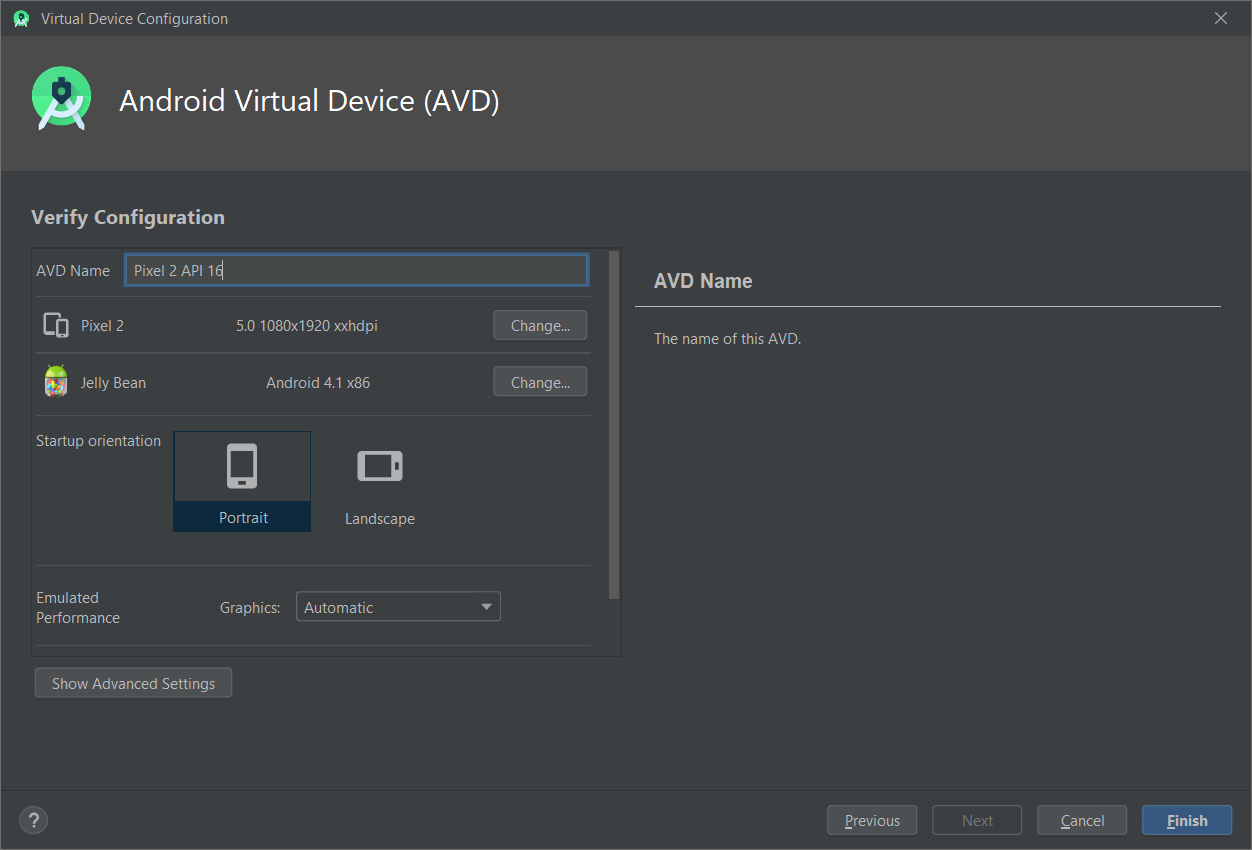 Virtual Device Configuration
Android Virtual Device (AVD)
Verify Configuration
AVD Name Pixel 2 API 16
Pixel 2 5.0 1080x1920 xxhdpi Change...
Jelly Bean Android 4.1 x86 Change...
Startup orientation
Portrait Landscape
Emulated
Performance
Graphics: Automatic
Show Advanced Settings
AVD Name
The name of this AVD.
? Previous Next Cancel Finish